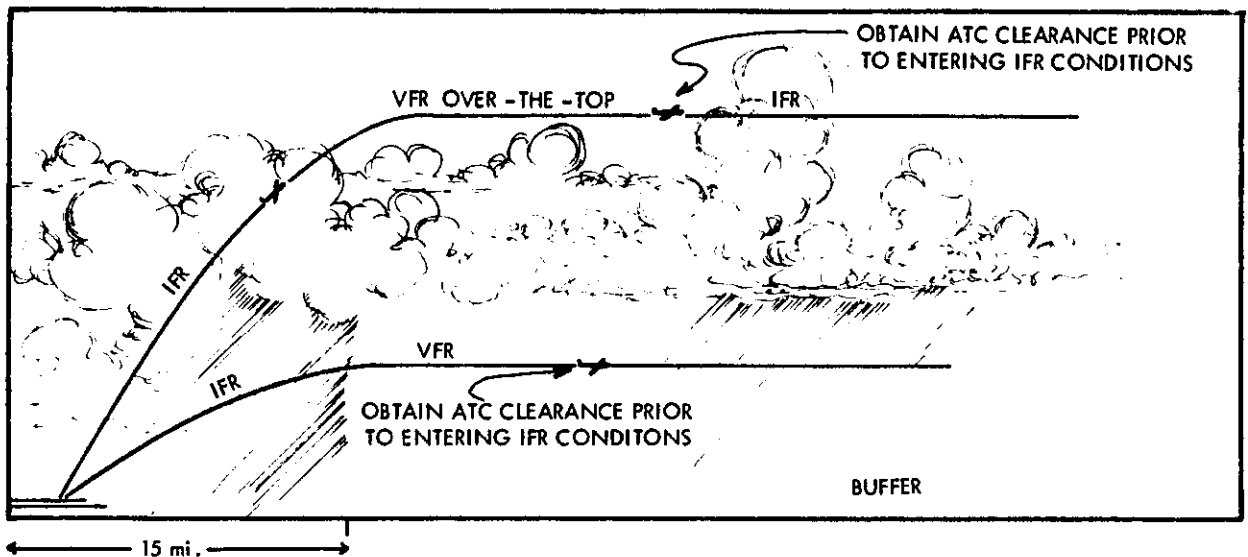 OBTAIN ATC CLEARANCE PRIOR
TO ENTERING IFR CONDITIONS
VFR OVER-THE-TOP
IFR
IFR
VFR
IFR
OBTAIN ATC CLEARANCE PRIOR
TO ENTERING IFR CONDITONS
BUFFER
15 mi.